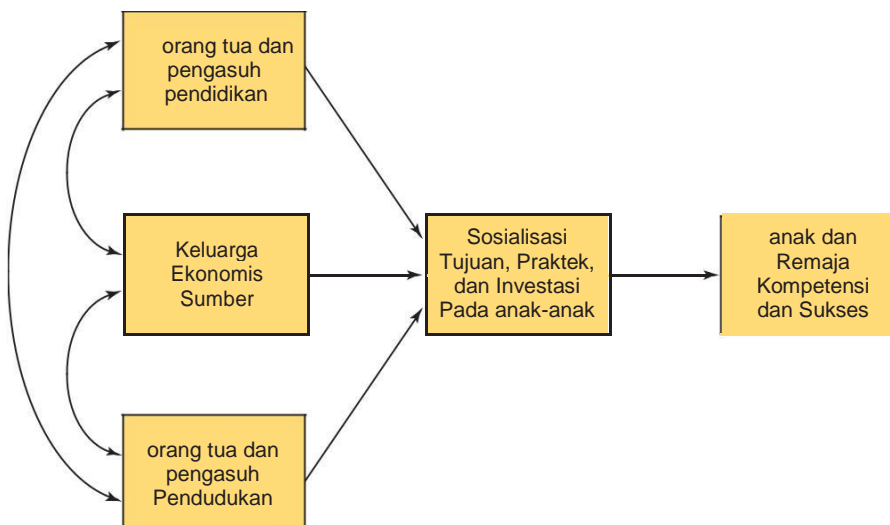 orang tua dan
pengasuh
pendidikan
Keluarga
Ekonomis
Sumber
orang tua dan
pengasuh
Pendudukan
Sosialisasi
Tujuan, Praktek,
dan Investasi
Pada anak-anak
anak dan
Remaja
Kompetensi
dan Sukses